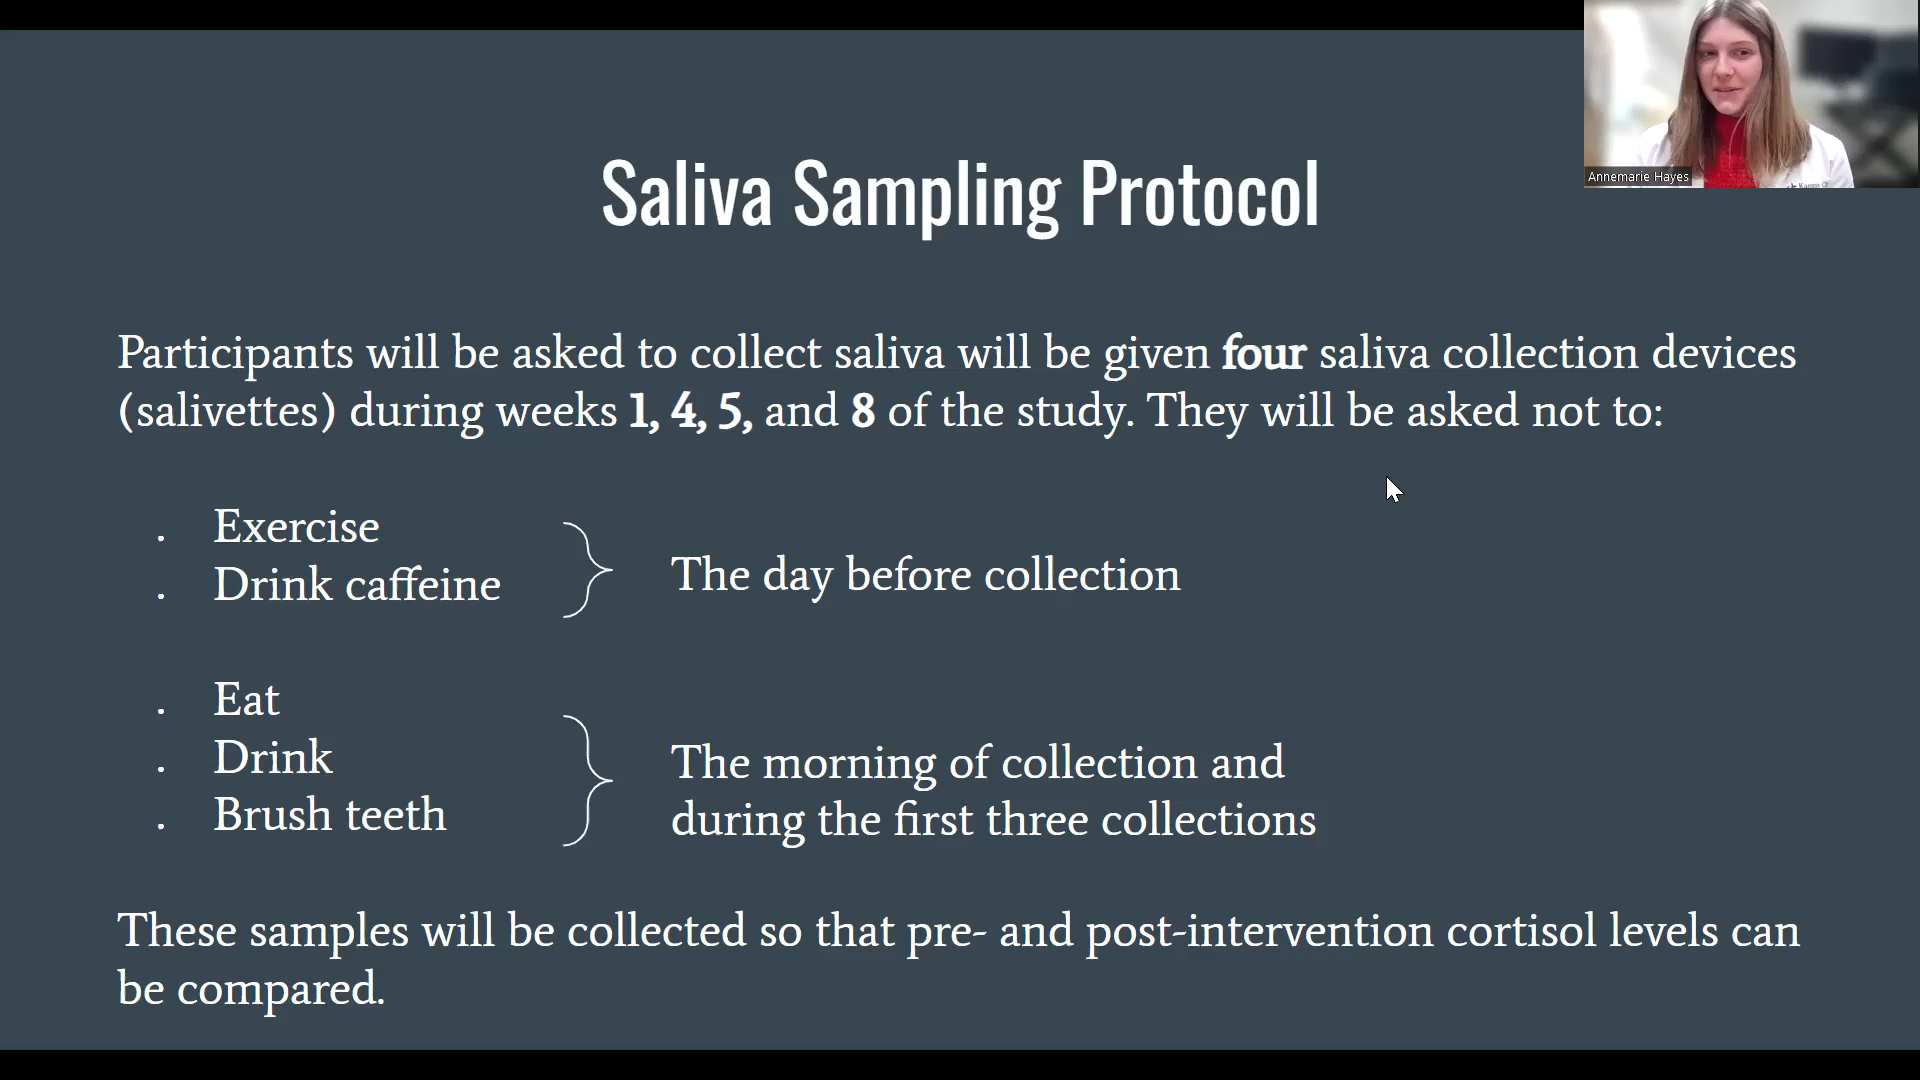 Annemarie Hayes
Saliva Sampling Protocol
Participants will be asked to collect saliva will be given four saliva collection devices
(salivettes) during weeks 1, 4, 5, and 8 of the study. They will be asked not to:
. Exercise
. Drink caffeine
The day before collection
. Eat
. Drink
. Brush teeth
The morning of collection and
during the first three collections
These samples will be collected so that pre- and post-intervention cortisol levels can
be compared.